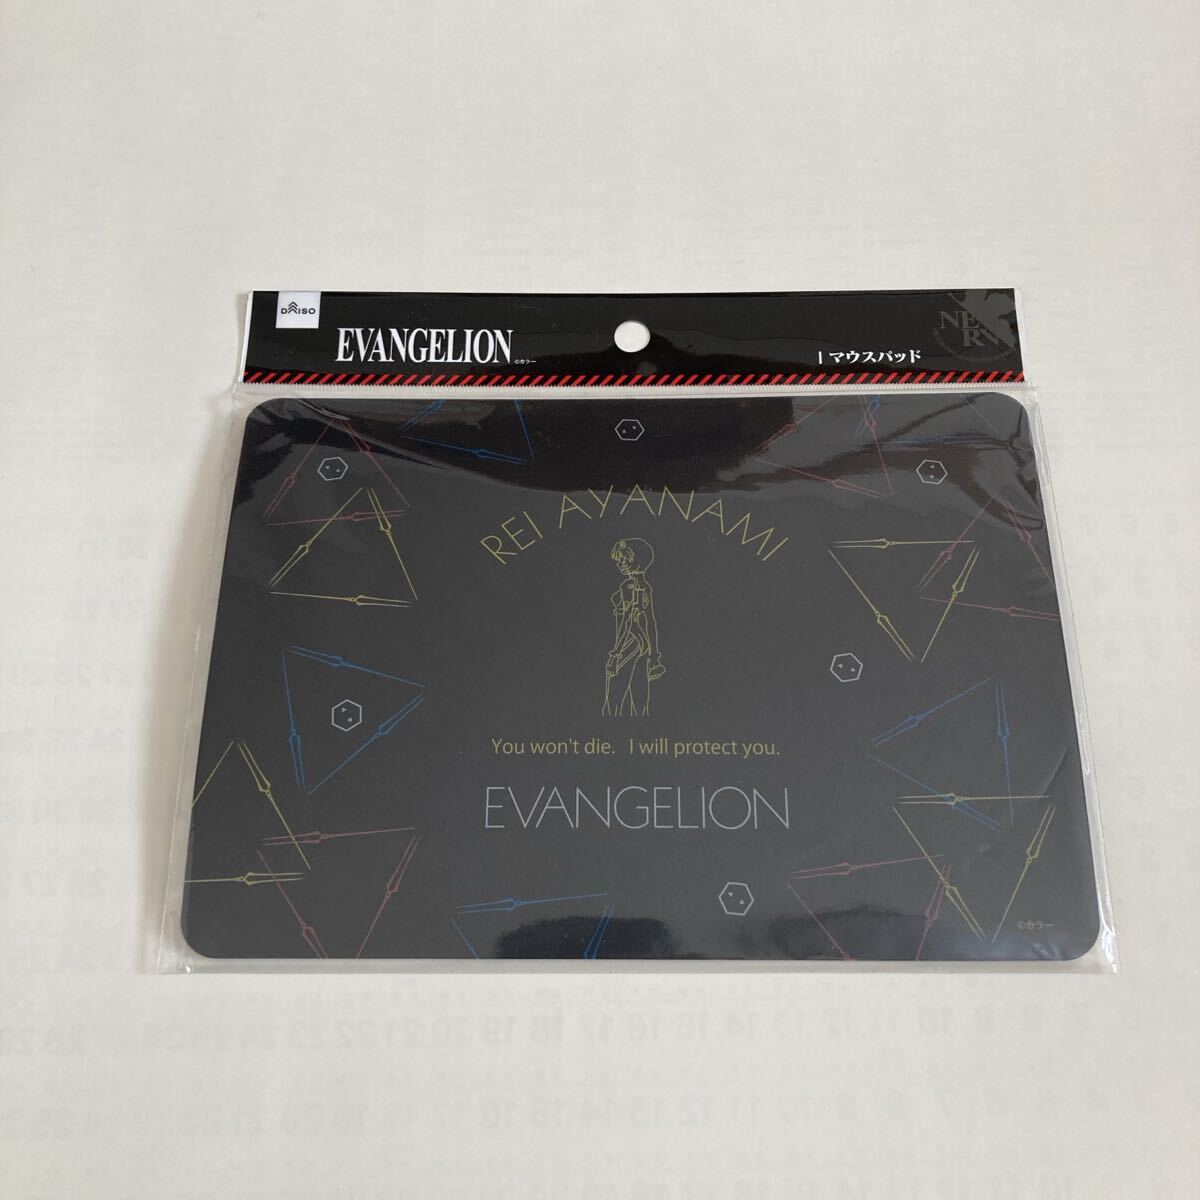 DAISO
EVANGELION
©カラー
NERV
マウスパッド
REI AYANAMI
You won't die. I will protect you.
EVANGELION
©カラー